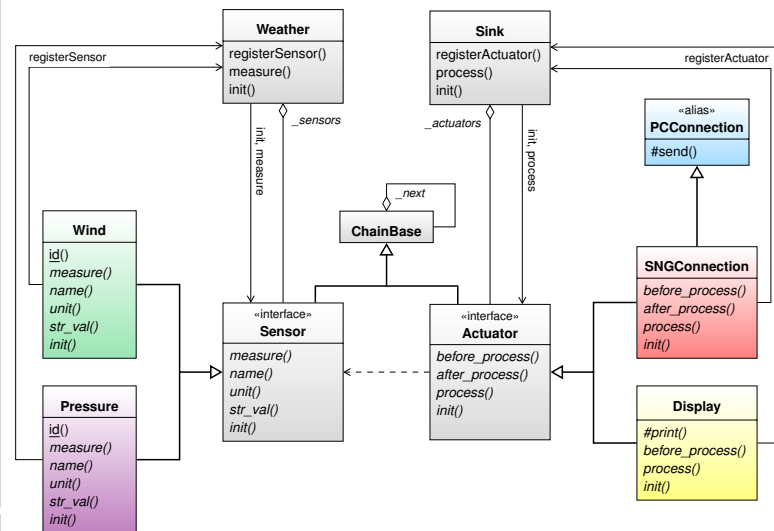 Weather
registerSensor()
measure()
init()
Sink
registerActuator()
process()
init()
registerSensor
registerActuator
_sensors
_actuators
init, measure
init, process
«alias»
PCConnection
#send()
_next
ChainBase
Wind
id()
measure()
name()
unit()
str_val()
init()
«interface»
Sensor
measure()
name()
unit()
str_val()
init()
«interface»
Actuator
before_process()
after_process()
process()
init()
SNGConnection
before_process()
after_process()
process()
init()
Pressure
id()
measure()
name()
unit()
str_val()
init()
Display
#print()
before_process()
process()
init()